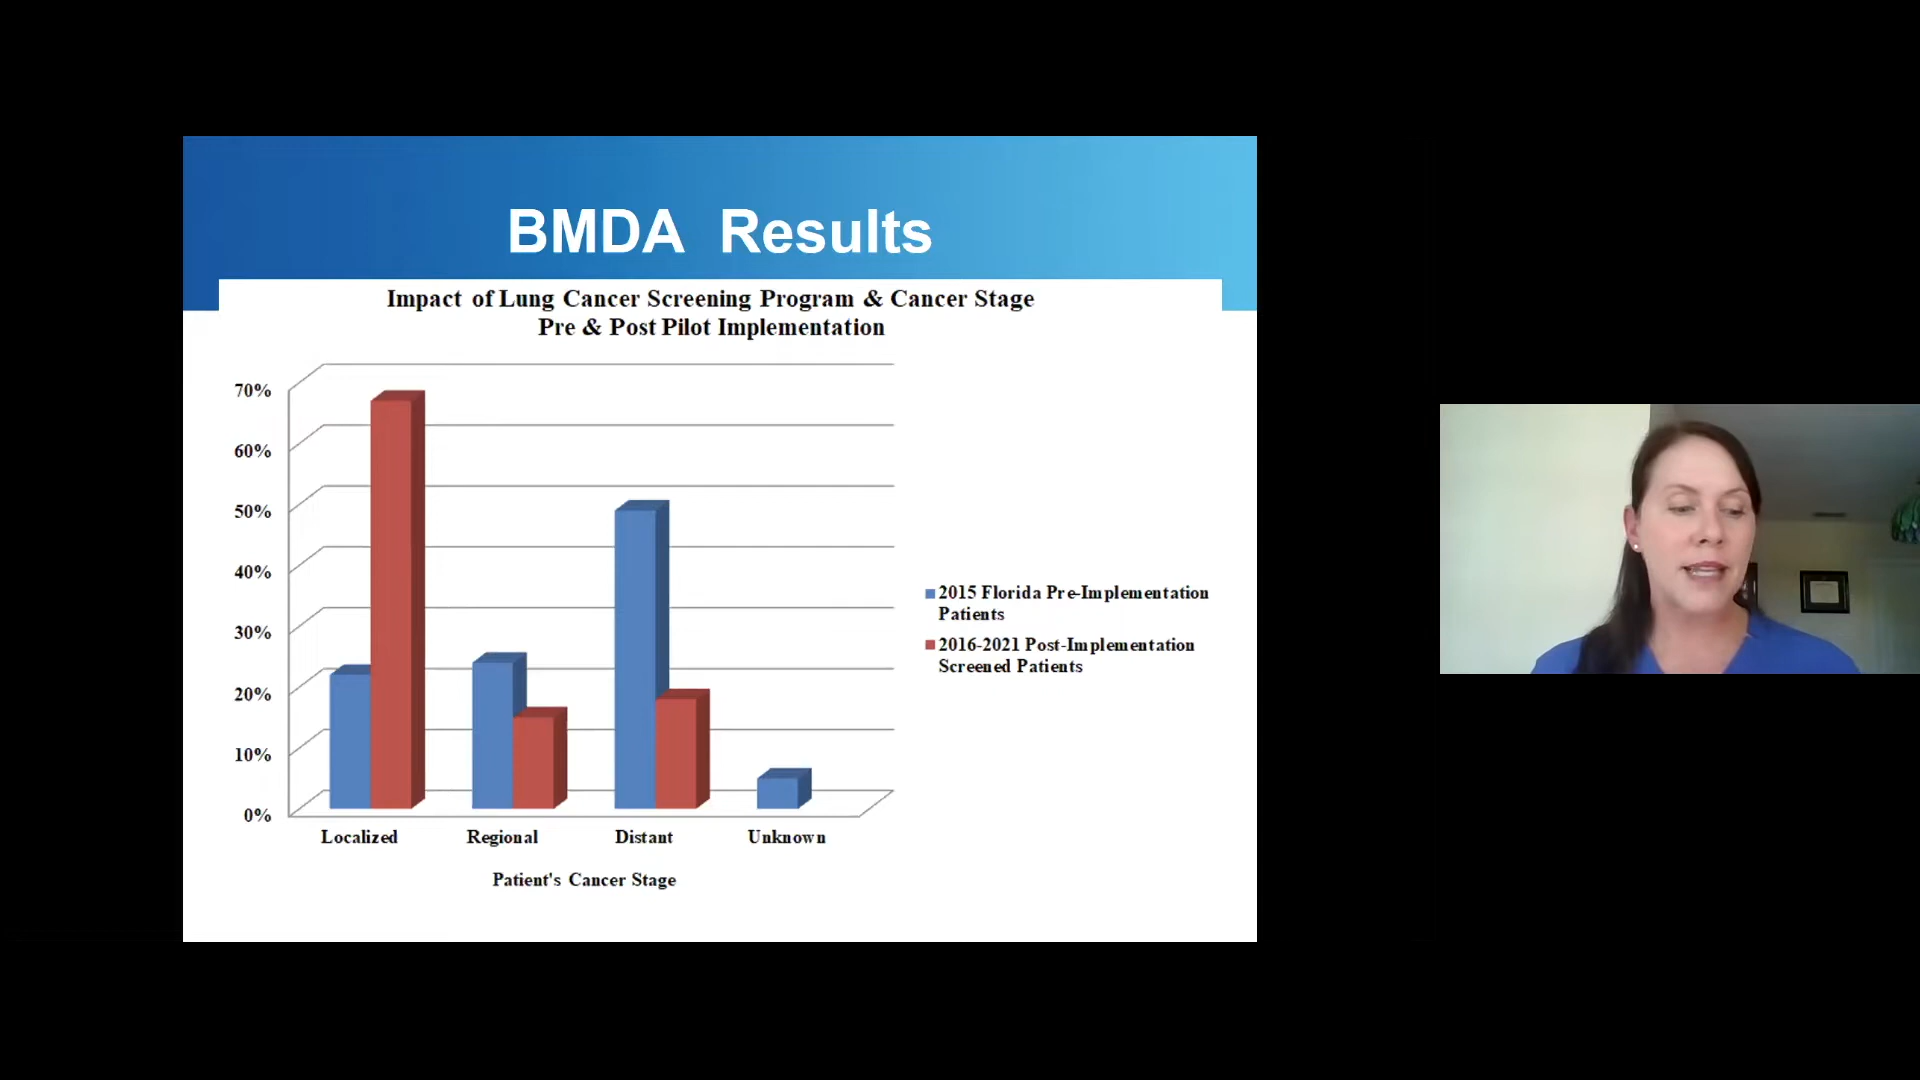 BMDA Results
Impact of Lung Cancer Screening Program & Cancer Stage
Pre & Post Pilot Implementation
70%
60%
50%
40%
30%
20%
10%
0%
Localized
Regional
Distant
Unknown
Patient's Cancer Stage
2015 Florida Pre-Implementation
Patients
2016-2021 Post-Implementation
Screened Patients